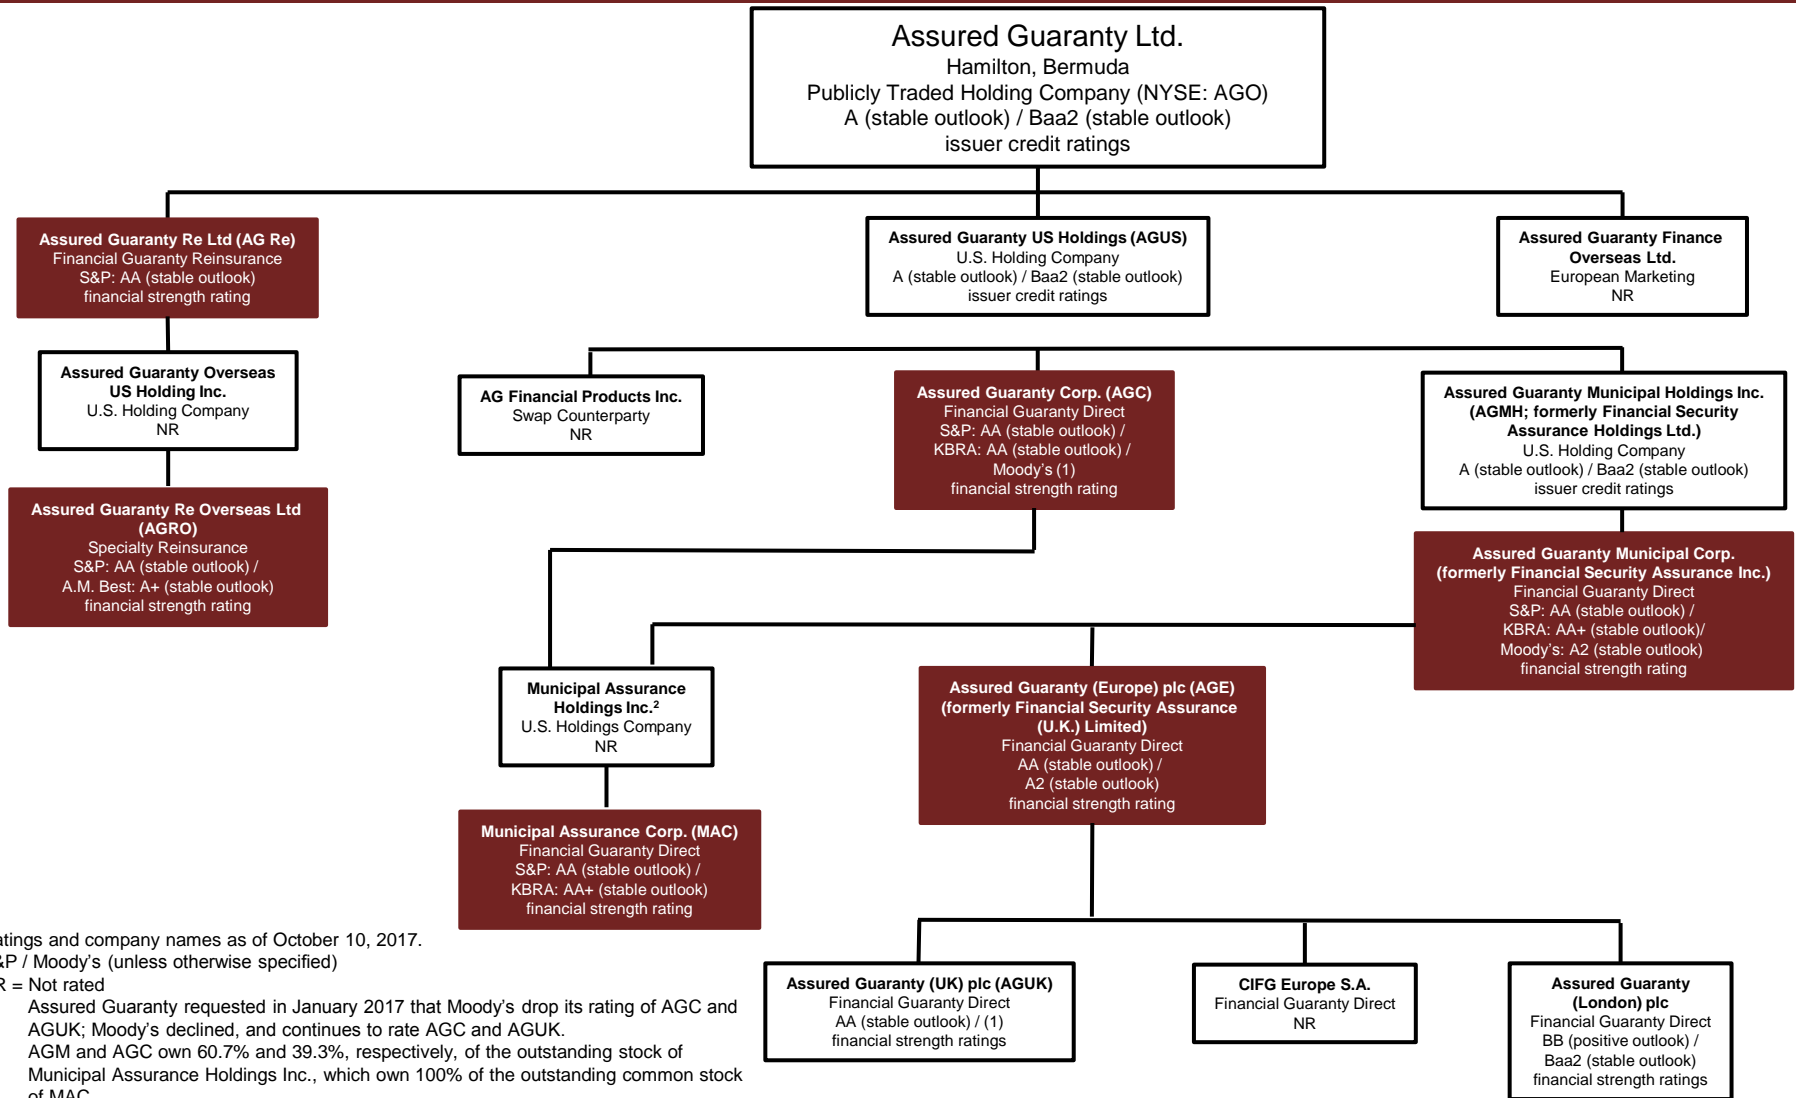 Assured Guaranty Ltd.
Hamilton, Bermuda
Publicly Traded Holding Company (NYSE: AGO)
A (stable outlook) / Baa2 (stable outlook)
issuer credit ratings
Assured Guaranty Re Ltd (AG Re)
Financial Guaranty Reinsurance
S&P: AA (stable outlook)
financial strength rating
Assured Guaranty US Holdings (AGUS)
U.S. Holding Company
A (stable outlook) / Baa2 (stable outlook)
issuer credit ratings
Assured Guaranty Finance
Overseas Ltd.
European Marketing
NR
Assured Guaranty Overseas
US Holding Inc.
U.S. Holding Company
NR
AG Financial Products Inc.
Swap Counterparty
NR
Assured Guaranty Corp. (AGC)
Financial Guaranty Direct
S&P: AA (stable outlook) /
KBRA: AA (stable outlook) /
Moody's (1)
financial strength rating
Assured Guaranty Municipal Holdings Inc.
(AGMH; formerly Financial Security
Assurance Holdings Ltd.)
U.S. Holding Company
A (stable outlook) / Baa2 (stable outlook)
issuer credit ratings
Assured Guaranty Re Overseas Ltd
(AGRO)
Specialty Reinsurance
S&P: AA (stable outlook) /
A.M. Best: A+ (stable outlook)
financial strength rating
Assured Guaranty Municipal Corp.
(formerly Financial Security Assurance Inc.)
Financial Guaranty Direct
S&P: AA (stable outlook) /
KBRA: AA+ (stable outlook)/
Moody's: A2 (stable outlook)
financial strength rating
Municipal Assurance
Holdings Inc.²
U.S. Holdings Company
NR
Assured Guaranty (Europe) plc (AGE)
(formerly Financial Security Assurance
(U.K.) Limited)
Financial Guaranty Direct
AA (stable outlook) /
A2 (stable outlook)
financial strength rating
Municipal Assurance Corp. (MAC)
Financial Guaranty Direct
S&P: AA (stable outlook) /
KBRA: AA+ (stable outlook)
financial strength rating
Assured Guaranty (UK) plc (AGUK)
Financial Guaranty Direct
AA (stable outlook) / (1)
financial strength ratings
CIFG Europe S.A.
Financial Guaranty Direct
NR
Assured Guaranty
(London) plc
Financial Guaranty Direct
BB (positive outlook) /
Baa2 (stable outlook)
financial strength ratings
atings and company names as of October 10, 2017.
&P / Moody's (unless otherwise specified)
R = Not rated
Assured Guaranty requested in January 2017 that Moody's drop its rating of AGC and
AGUK; Moody's declined, and continues to rate AGC and AGUK.
AGM and AGC own 60.7% and 39.3%, respectively, of the outstanding stock of
Municipal Assurance Holdings Inc., which own 100% of the outstanding common stock
of MAC